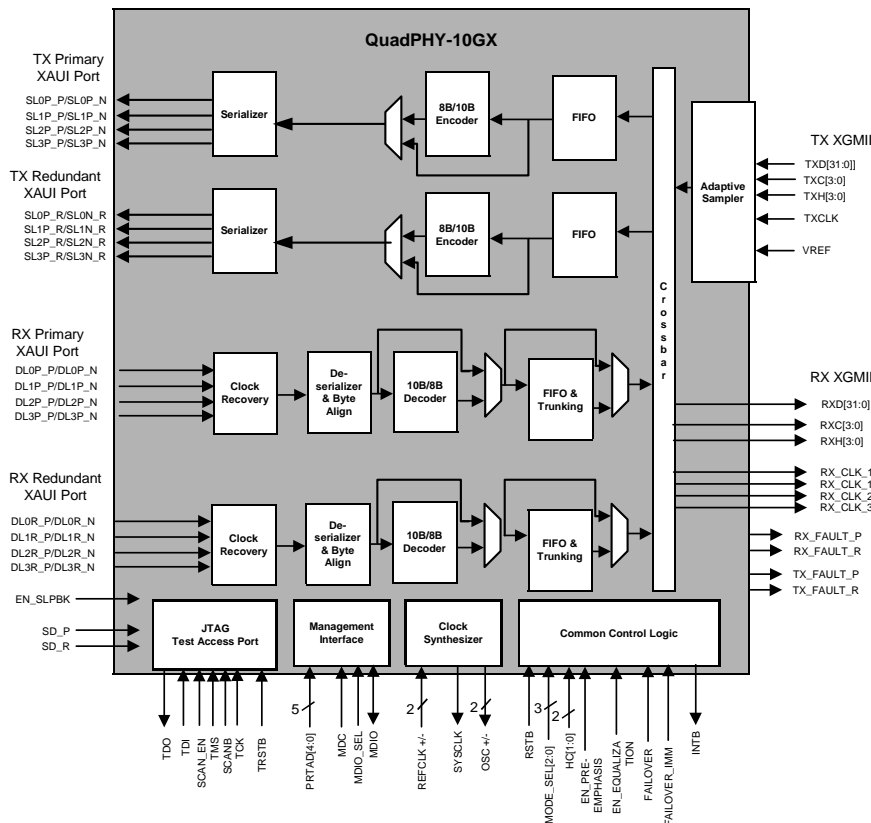 QuadPHY-10GX
TX Primary
XAUI Port
SL0P_P/SL0P_N
SL1P_P/SL1P_N
SL2P_P/SL2P_N
SL3P_P/SL3P_N
Serializer
8B/10B
Encoder
FIFO
TX Redundant
XAUI Port
SL0P_R/SL0N_R
SL1P_R/SL1N_R
SL2P_R/SL2N_R
SL3P_R/SL3N_R
Serializer
8B/10B
Encoder
FIFO
Crossbar
Adaptive
Sampler
TX XGMII
TXD[31:0]]
TXC[3:0]
TXH[3:0]
TXCLK
VREF
RX Primary
XAUI Port
DL0P_P/DL0P_N
DL1P_P/DL1P_N
DL2P_P/DL2P_N
DL3P_P/DL3P_N
Clock
Recovery
De-
serializer
& Byte
Align
10B/8B
Decoder
FIFO &
Trunking
RX XGMII
RXD[31:0]
RXC[3:0]
RXH[3:0]
RX_CLK_1
RX_CLK_1
RX_CLK_2
RX_CLK_3
RX Redundant
XAUI Port
DL0R_P/DL0R_N
DL1R_P/DL1R_N
DL2R_P/DL2R_N
DL3R_P/DL3R_N
Clock
Recovery
De-
serializer
& Byte
Align
10B/8B
Decoder
FIFO
& Trunking
RX_FAULT_P
RX_FAULT_R
TX_FAULT_P
TX_FAULT_R
EN_SLPBK
SD_P
SD_R
JTAG
Test Access Port
Management
Interface
Clock
Synthesizer
Common Control Logic
5
2
2
3
2
TDO
TDI
SCAN_EN
TMS
SCANB
TCK
TRSTB
PRTAD[4:0]
MDC
MDIO_SEL
MDIO
REFCLK +/-
SYSCLK
OSC +/-
RSTB
MODE_SEL[2:0]
HC[1:0]
EN_PRE-
EMPHASIS
EN_EQUALIZA
TION
FAILOVER
FAILOVER_IMM
INTB